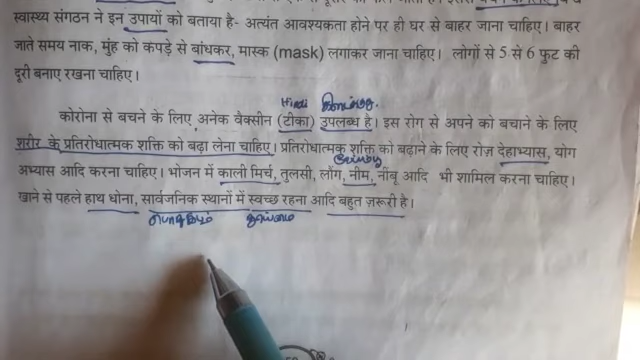 स्वास्थ्य संगठन ने इन उपायों को बताया है- अत्यंत आवश्यकता होने पर ही घर से बाहर जाना चाहिए। बाहर
जाते समय नाक, मुंह को कपड़े से बांधकर, मास्क (mask) लगाकर जाना चाहिए। लोगों से 5 से 6 फुट की
दूरी बनाए रखना चाहिए।
Hindi
कोरोना से बचने के लिए अनेक वैक्सीन (टीका) उपलब्ध है। इस रोग से अपने को बचाने के लिए
शरीर के प्रतिरोधात्मक शक्ति को बढ़ा लेना चाहिए। प्रतिरोधात्मक शक्ति को बढ़ाने के लिए रोज़ देहाभ्यास, योग
अभ्यास आदि करना चाहिए। भोजन में काली मिर्च, तुलसी, लौंग, नीम, नींबू आदि भी शामिल करना चाहिए।
खाने से पहले हाथ धोना, सार्वजनिक स्थानों में स्वच्छ रहना आदि बहुत ज़रूरी है।